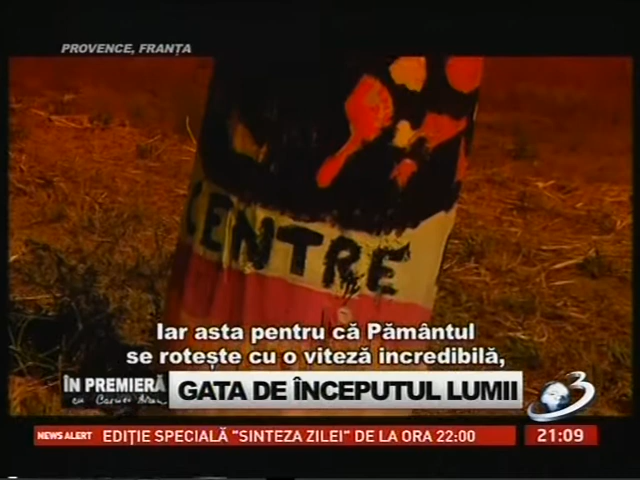 PROVENCE, FRANȚA
CENTRE
Iar asta pentru că Pământul
se rotește cu o viteză incredibilă,
ÎN PREMIERĂ
cu
GATA DE ÎNCEPUTUL LUMII
3
NEWS ALERT EDIȚIE SPECIALĂ "SINTEZA ZILEI" DE LA ORA 22:00
21:09